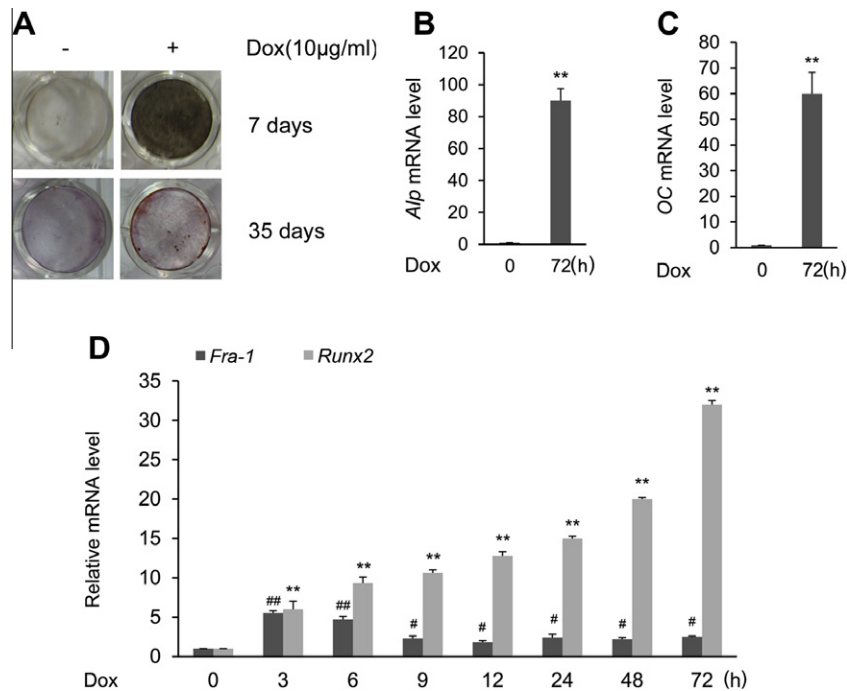 A
- + Dox(10μg/ml)
7 days
35 days
B
Alp mRNA level
120
100
80
60
40
20
0
**
Dox 0 72(h)
C
OC mRNA level
80
70
60
50
40
30
20
10
0
**
Dox 0 72(h)
D
Fra-1 Runx2
Relative mRNA level
35
30
25
20
15
10
5
0
## ** ## ** # ** # ** # ** # ** # **
Dox 0 3 6 9 12 24 48 72 (h)